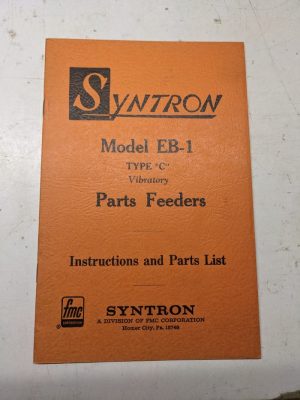 SYNTRON
Model EB-1
TYPE "C"
Vibratory
Parts Feeders
Instructions and Parts List
fmc
CORPORATION
SYNTRON
A DIVISION OF FMC CORPORATION
Homer City, Pa. 15748